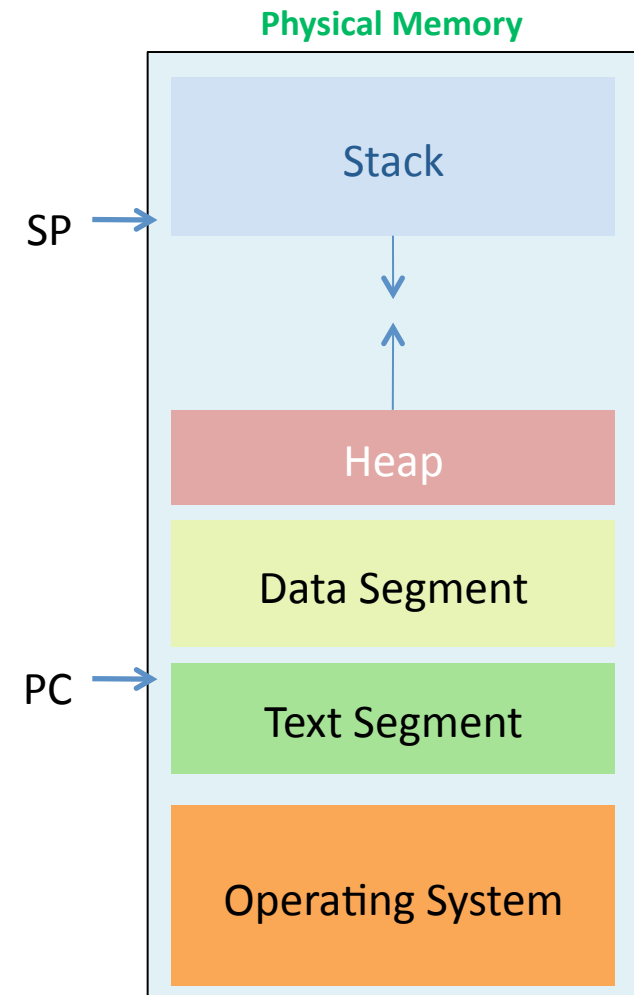 Physical Memory
Stack
SP
Heap
Data Segment
PC
Text Segment
Operating System